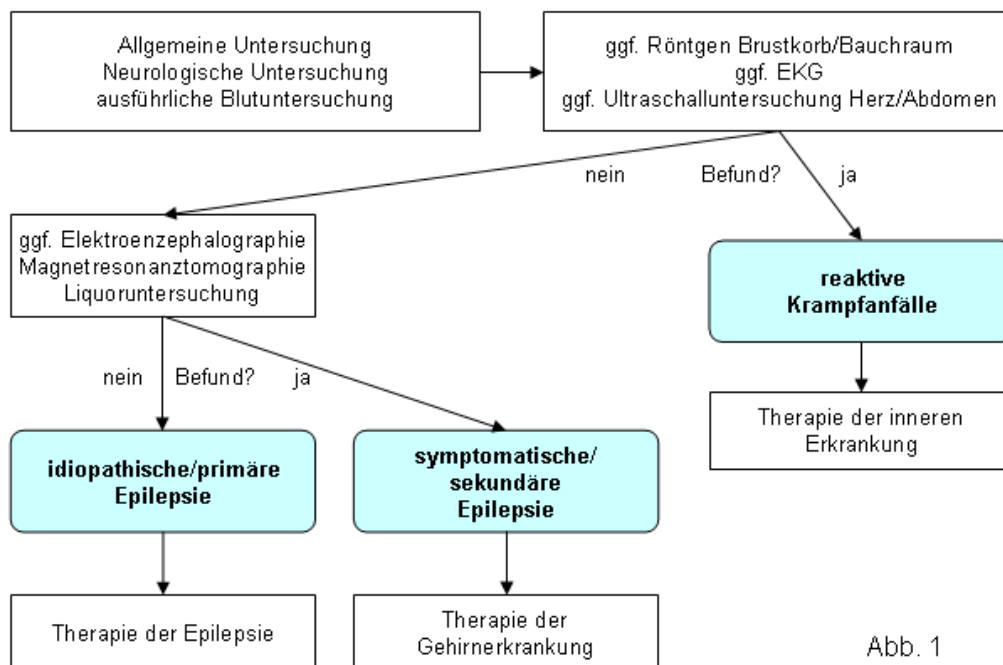 Allgemeine Untersuchung
Neurologische Untersuchung
ausführliche Blutuntersuchung
ggf. Röntgen Brustkorb/Bauchraum
ggf. EKG
ggf. Ultraschalluntersuchung Herz/Abdomen
nein Befund? ja
ggf. Elektroenzephalographie
Magnetresonanztomographie
Liquoruntersuchung
reaktive
Krampfanfälle
nein Befund? ja
Therapie der inneren
Erkrankung
idiopathische/primäre
Epilepsie
symptomatische/
sekundäre
Epilepsie
Therapie der Epilepsie
Therapie der
Gehirnerkrankung
Abb. 1